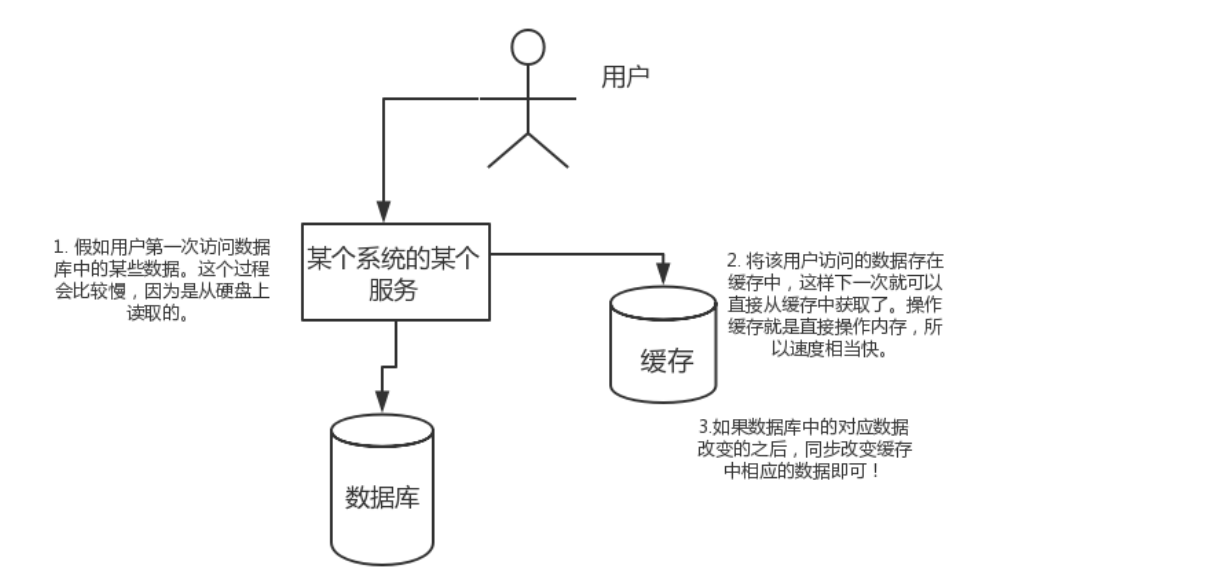 用户
1. 假如用户第一次访问数据
库中的某些数据。这个过程
会比较慢，因为是从硬盘上
读取的。
某个系统的某个
服务
2. 将该用户访问的数据存在
缓存中，这样下一次就可以
直接从缓存中获取了。操作
缓存就是直接操作内存，所
以速度相当快。
缓存
3.如果数据库中的对应数据
改变的之后，同步改变缓存
中相应的数据即可！
数据库